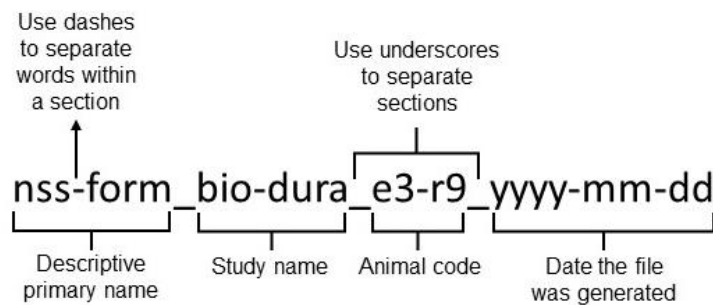 Use dashes
to separate
words within
a section
Use underscores
to separate
sections
nss-form_bio-dura_e3-r9_yyyy-mm-dd
Descriptive
primary name
Study name
Animal code
Date the file
was generated